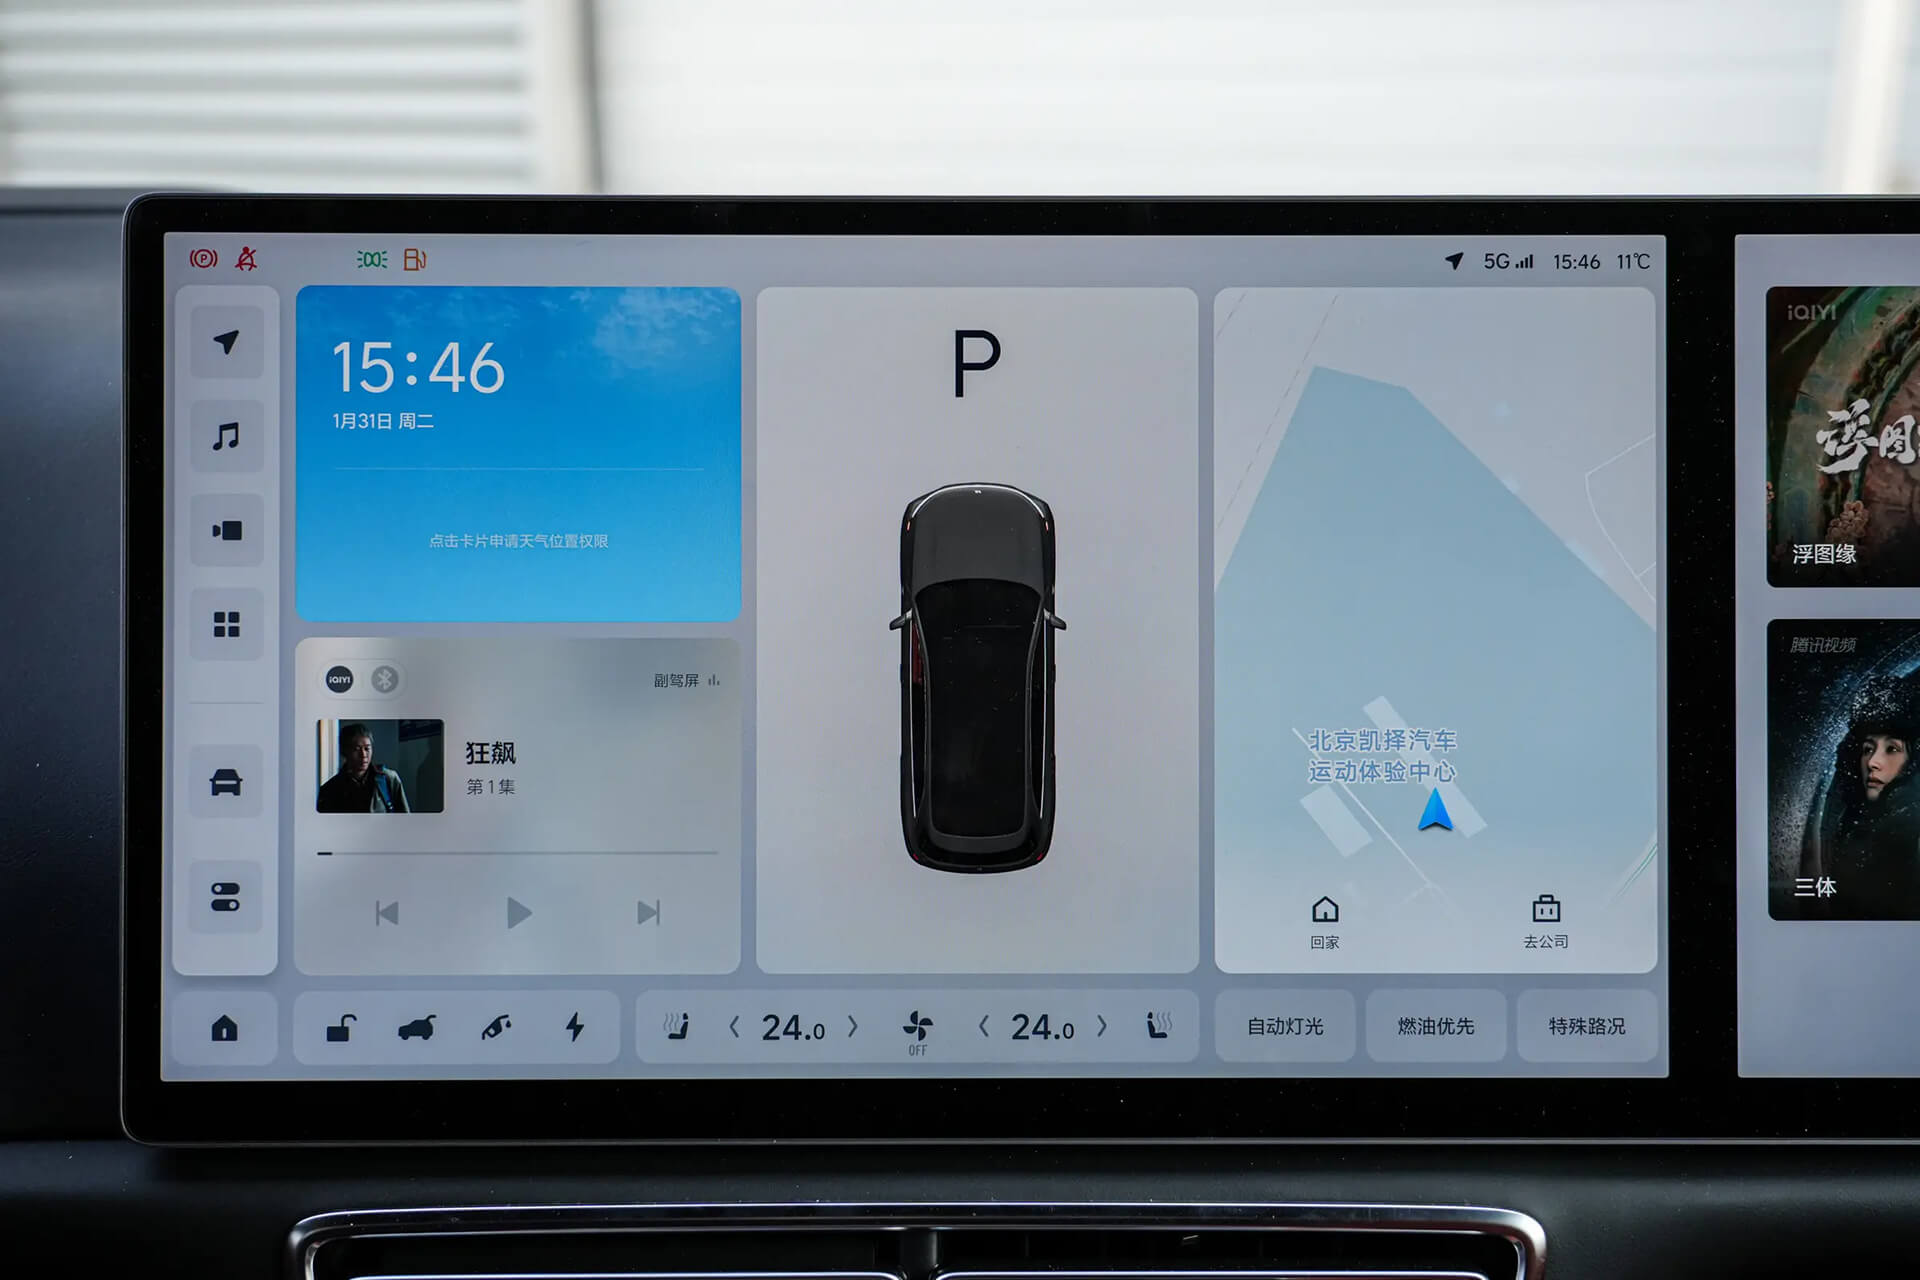 5G 15:46 11℃
15:46
1月31日 周二
点击卡片申请天气位置权限
iQIYI
副驾屏
狂飙
第1集
P
北京凯择汽车
运动体验中心
回家
去公司
24.0
OFF
24.0
自动灯光
燃油优先
特殊路况
iQIYI
浮图
浮图缘
腾讯视频
三体